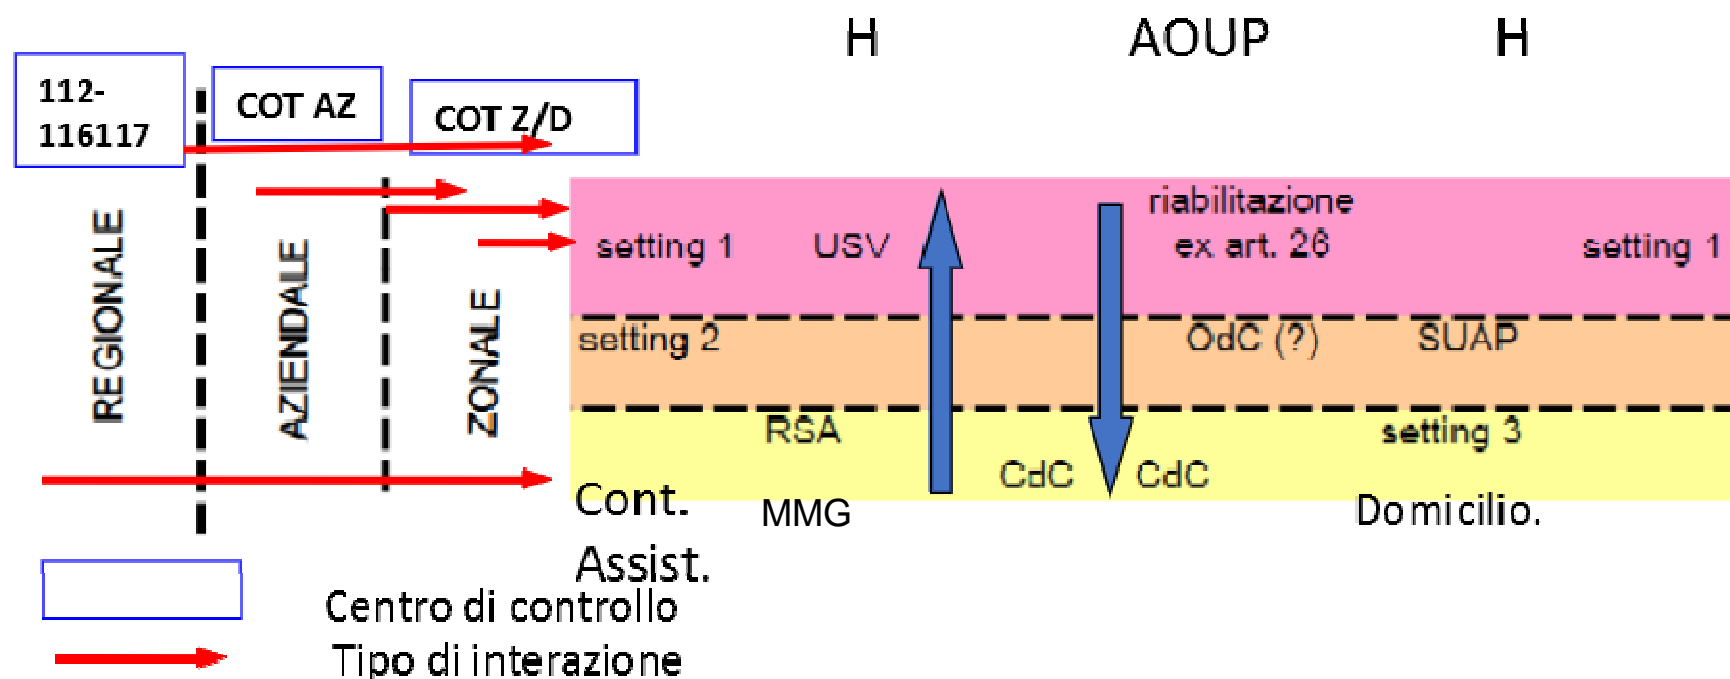 H AOUP H
112-
116117
COT AZ
COT Z/D
REGIONALE
AZIENDALE
ZONALE
riabilitazione
setting 1 USV ex art. 26 setting 1
setting 2 OdC (?) SUAP
RSA setting 3
CdC CdC
Cont. MMG Domicilio.
Assist.
Centro di controllo
Tipo di interazione